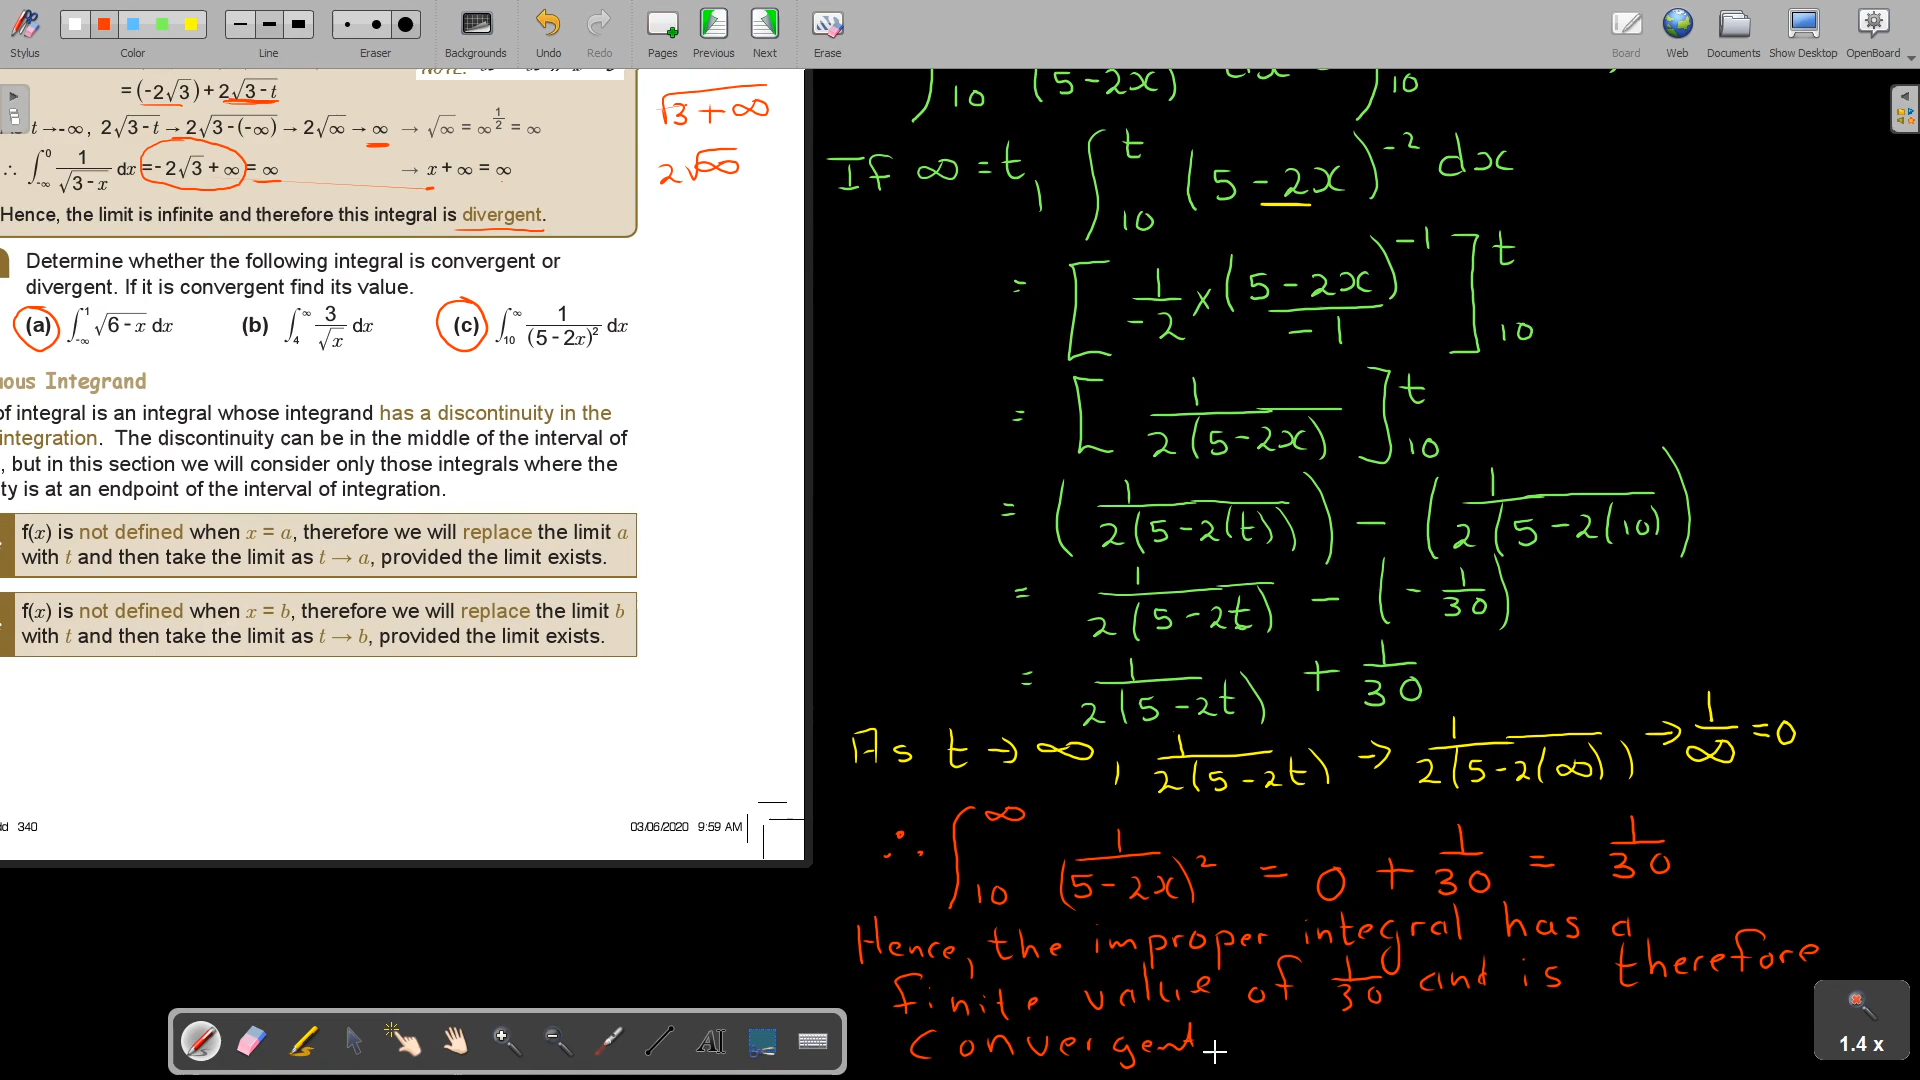 Stylus Color Line Eraser Backgrounds Undo Redo Pages Previous Next Erase Board Web Documents Show Desktop OpenBoard
= (-2√3) + 2√3-t
t→-∞, 2√3-t → 2√3-(-∞) → 2√∞ → ∞ → √∞ = ∞^1/2 = ∞
∴ ∫_-∞^0 1/√3-x dx = -2√3 + ∞ = ∞ → x + ∞ = ∞
Hence, the limit is infinite and therefore this integral is divergent.
Determine whether the following integral is convergent or
divergent. If it is convergent find its value.
(a) ∫_-∞^-1 √6-x dx (b) ∫_4^∞ 3/√x dx (c) ∫_10^∞ 1/(5-2x)² dx
Integrand
of integral is an integral whose integrand has a discontinuity in the
integration. The discontinuity can be in the middle of the interval of
, but in this section we will consider only those integrals where the
ty is at an endpoint of the interval of integration.
f(x) is not defined when x = a, therefore we will replace the limit a
with t and then take the limit as t → a, provided the limit exists.
f(x) is not defined when x = b, therefore we will replace the limit b
with t and then take the limit as t → b, provided the limit exists.
340 03/06/2020 9:59 AM
√3+∞
2√∞
∫_10 (5-2x) ∫_10
If ∞ = t, ∫_10^t (5-2x)^-2 dx
= [1/-2 × (5-2x)^-1/-1]_10^t
= [1/2(5-2x)]_10^t
= (1/2(5-2(t))) - (1/2(5-2(10)))
= 1/2(5-2t) - (-1/30)
= 1/2(5-2t) + 1/30
As t → ∞, 1/2(5-2t) → 1/2(5-2(∞)) → 1/∞ = 0
∴ ∫_10^∞ 1/(5-2x)² = 0 + 1/30 = 1/30
Hence, the improper integral has a
finite value of 1/30 and is therefore
convergent
1.4 x